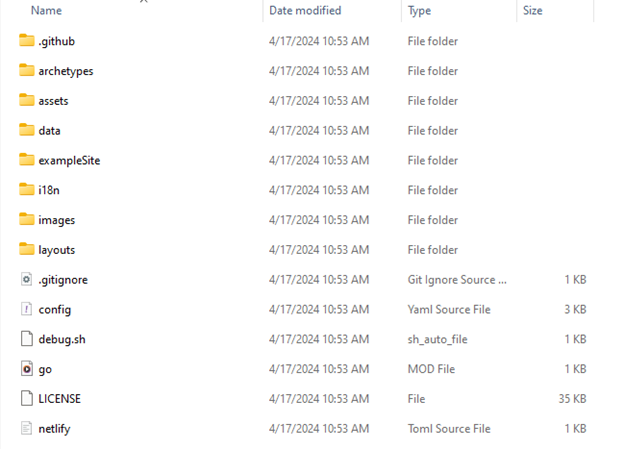 Name Date modified Type Size
.github 4/17/2024 10:53 AM File folder
archetypes 4/17/2024 10:53 AM File folder
assets 4/17/2024 10:53 AM File folder
data 4/17/2024 10:53 AM File folder
exampleSite 4/17/2024 10:53 AM File folder
i18n 4/17/2024 10:53 AM File folder
images 4/17/2024 10:53 AM File folder
layouts 4/17/2024 10:53 AM File folder
.gitignore 4/17/2024 10:53 AM Git Ignore Source ... 1 KB
config 4/17/2024 10:53 AM Yaml Source File 3 KB
debug.sh 4/17/2024 10:53 AM sh_auto_file 1 KB
go 4/17/2024 10:53 AM MOD File 1 KB
LICENSE 4/17/2024 10:53 AM File 35 KB
netlify 4/17/2024 10:53 AM Toml Source File 1 KB